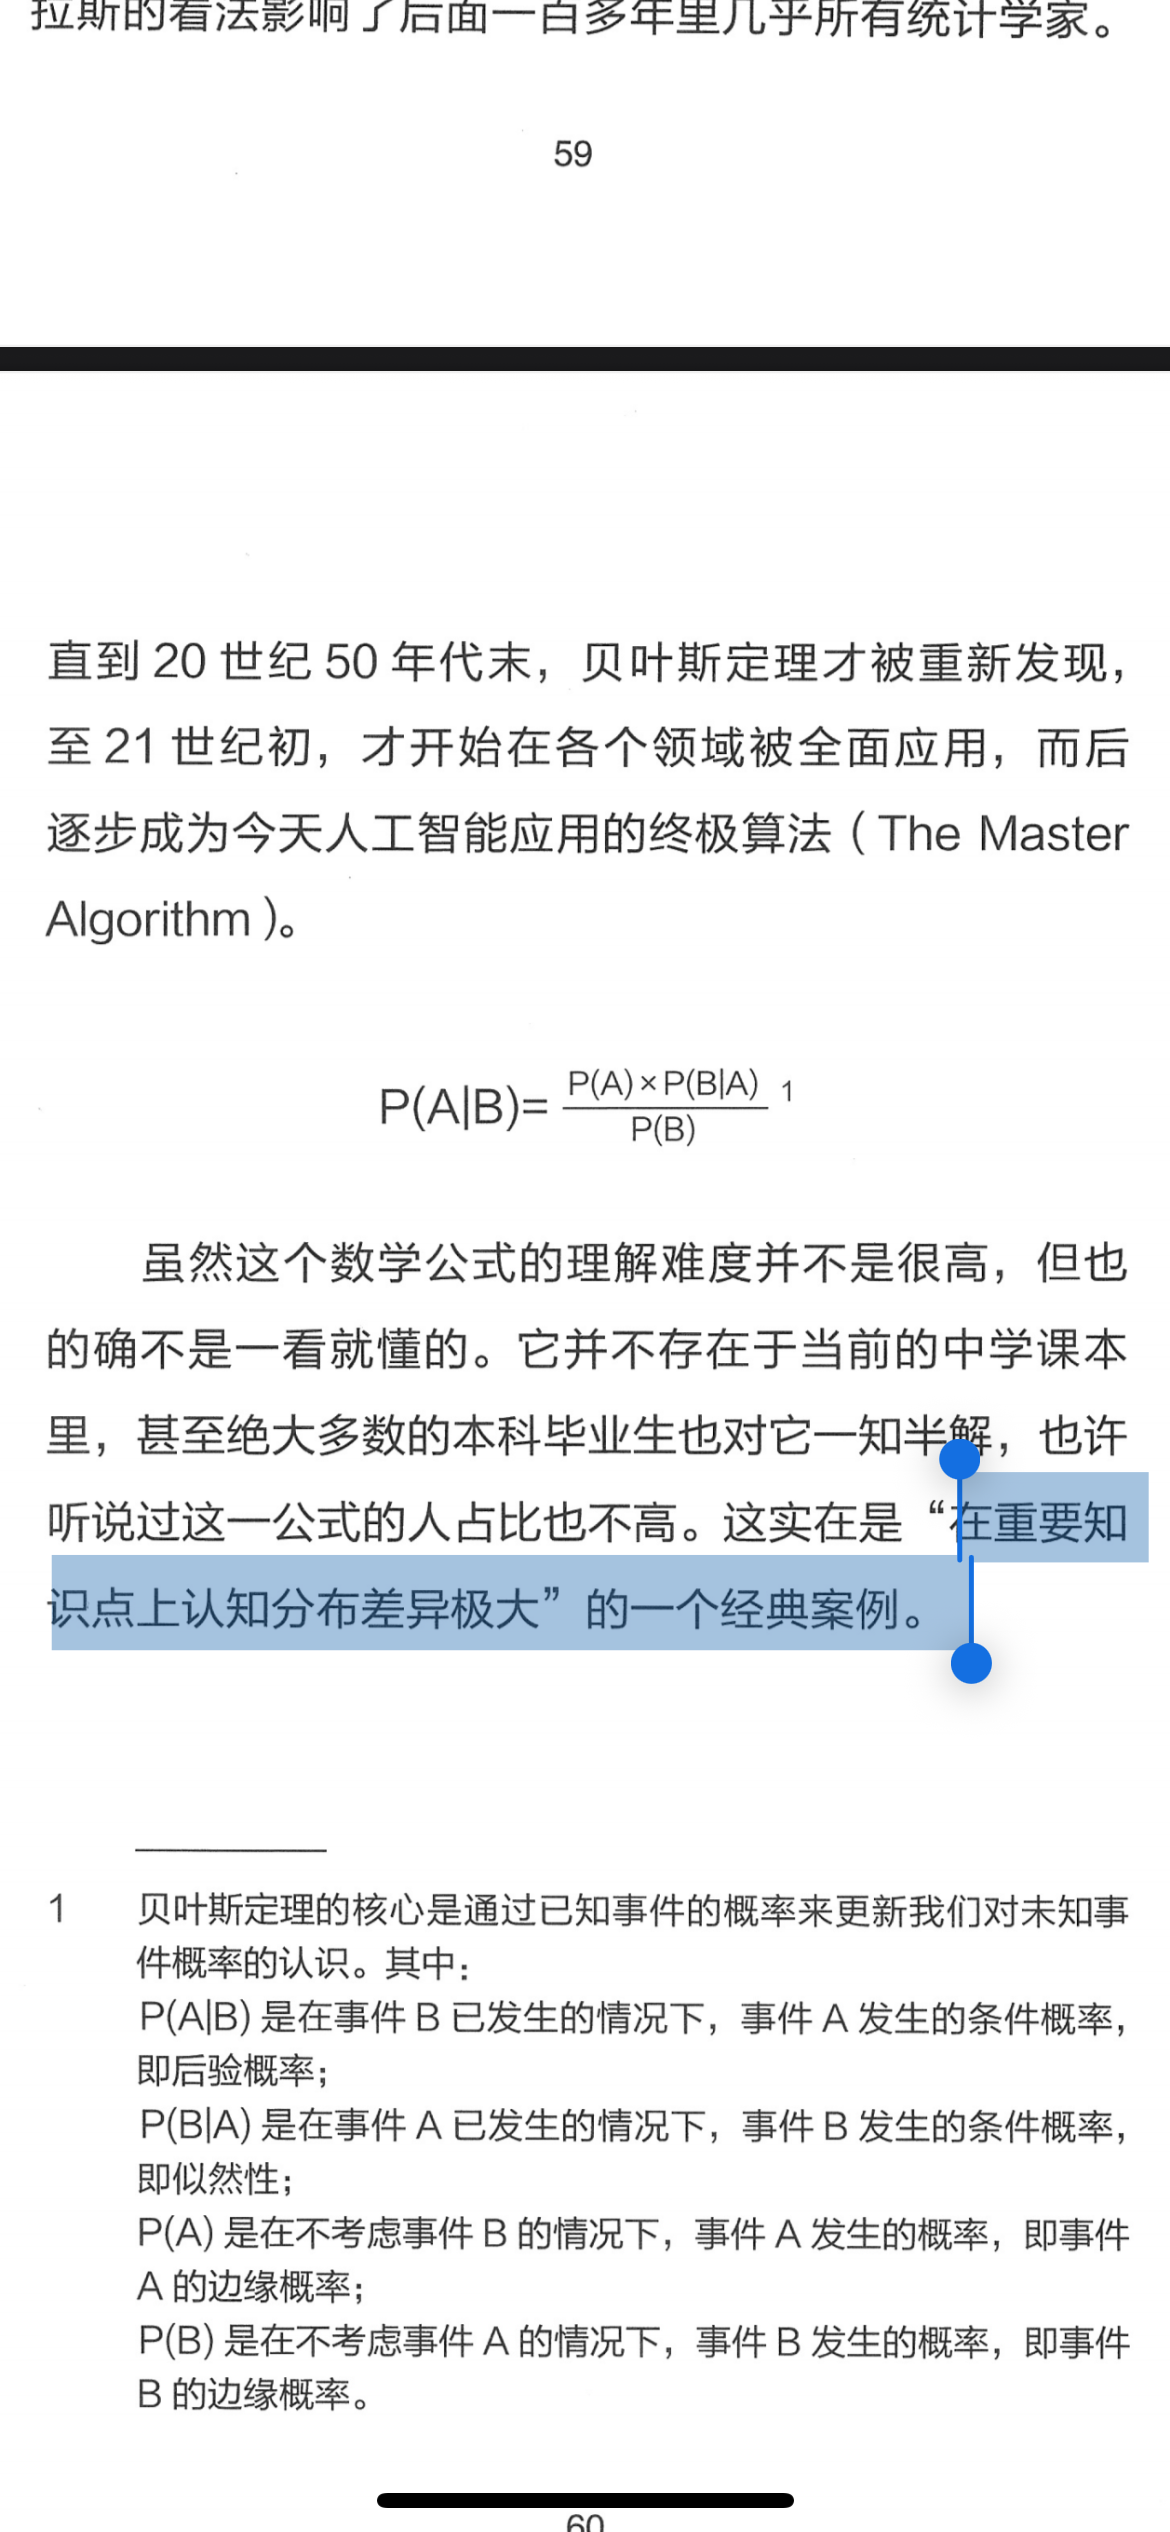 拉斯的看法影响了后面一百多年里几乎所有统计学家。
59
直到 20 世纪 50 年代末，贝叶斯定理才被重新发现，
至 21 世纪初，才开始在各个领域被全面应用，而后
逐步成为今天人工智能应用的终极算法（The Master
Algorithm）。
P(A|B)= P(A)×P(B|A) / P(B) 1
虽然这个数学公式的理解难度并不是很高，但也
的确不是一看就懂的。它并不存在于当前的中学课本
里，甚至绝大多数的本科毕业生也对它一知半解，也许
听说过这一公式的人占比也不高。这实在是“在重要知
识点上认知分布差异极大”的一个经典案例。
1 贝叶斯定理的核心是通过已知事件的概率来更新我们对未知事
件概率的认识。其中：
P(A|B) 是在事件 B 已发生的情况下，事件 A 发生的条件概率，
即后验概率；
P(B|A) 是在事件 A 已发生的情况下，事件 B 发生的条件概率，
即似然性；
P(A) 是在不考虑事件 B 的情况下，事件 A 发生的概率，即事件
A 的边缘概率；
P(B) 是在不考虑事件 A 的情况下，事件 B 发生的概率，即事件
B 的边缘概率。
60